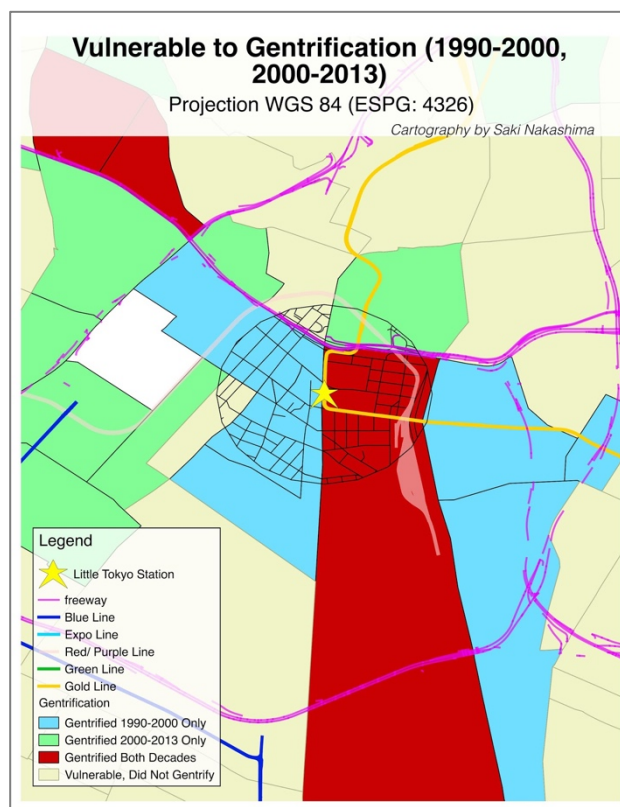 Vulnerable to Gentrification (1990-2000,
2000-2013)
Projection WGS 84 (ESPG: 4326)
Cartography by Saki Nakashima
Legend
Little Tokyo Station
freeway
Blue Line
Expo Line
Red/ Purple Line
Green Line
Gold Line
Gentrification
Gentrified 1990-2000 Only
Gentrified 2000-2013 Only
Gentrified Both Decades
Vulnerable, Did Not Gentrify